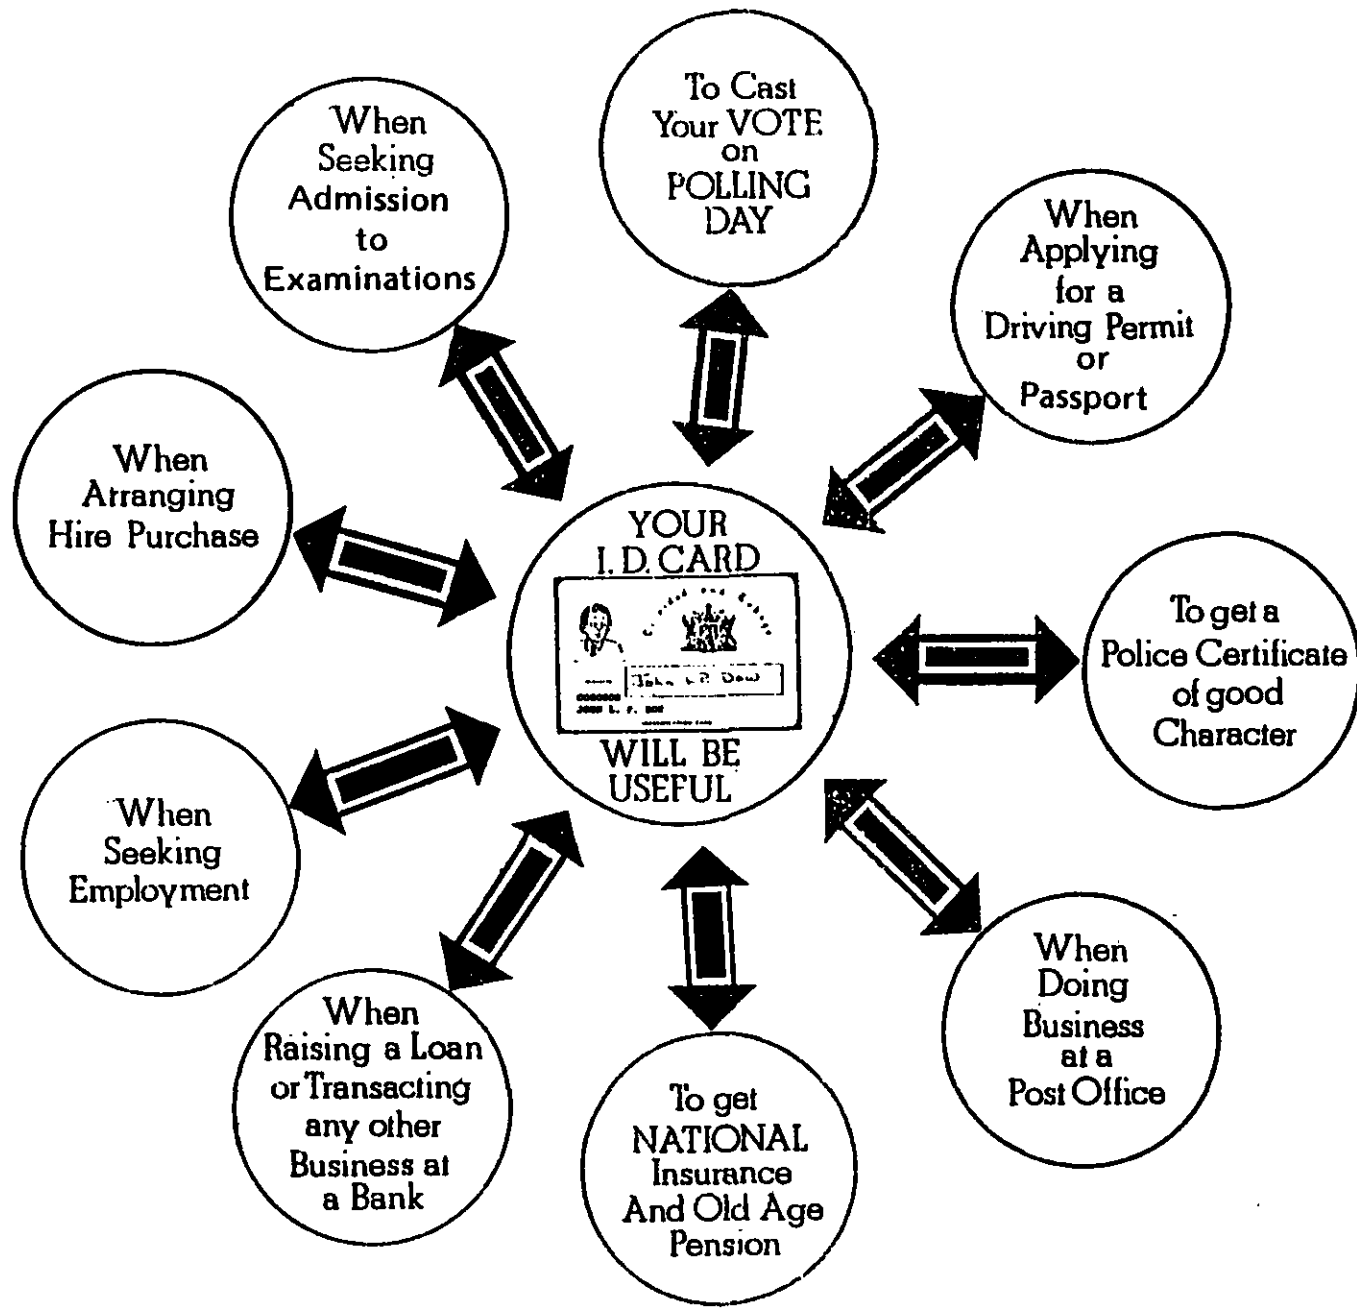 To Cast
Your VOTE
on
POLLING
DAY
When
Applying
for a
Driving Permit
or
Passport
To get a
Police Certificate
of good
Character
When
Doing
Business
at a
Post Office
To get
NATIONAL
Insurance
And Old Age
Pension
When
Raising a Loan
or Transacting
any other
Business at
a Bank
When
Seeking
Employment
When
Arranging
Hire Purchase
When
Seeking
Admission
to
Examinations
YOUR
I. D. CARD
WILL BE
USEFUL